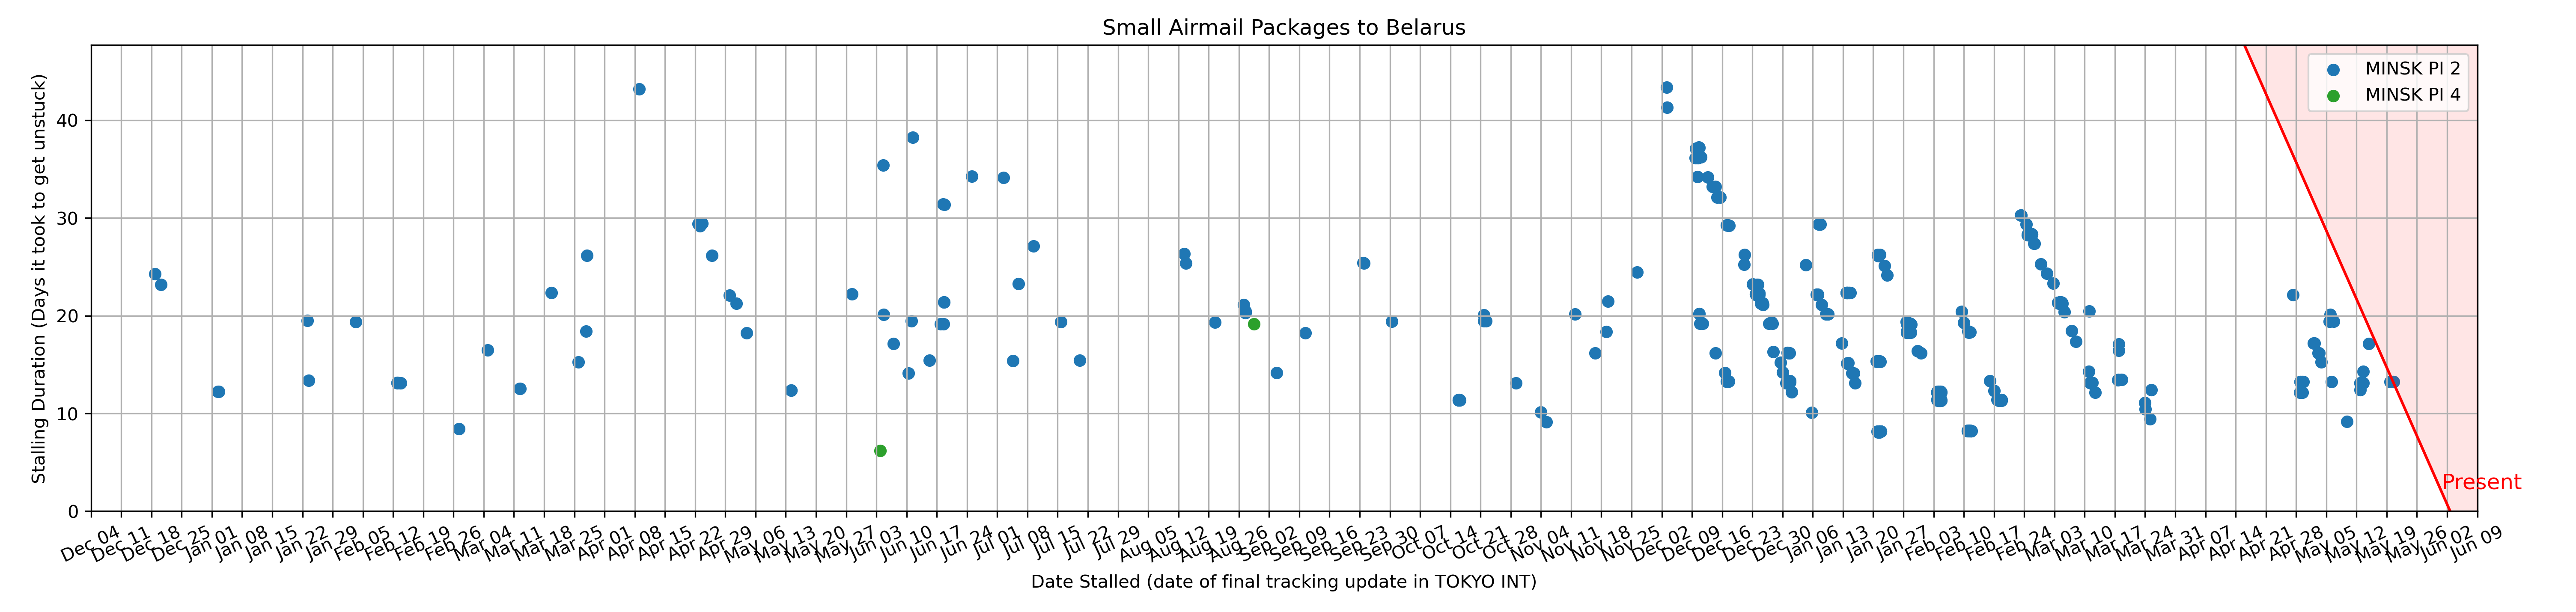 Small Airmail Packages to Belarus
Stalling Duration (Days it took to get unstuck)
40
30
20
10
0
MINSK PI 2
MINSK PI 4
Present
Dec 04
Dec 11
Dec 18
Dec 25
Jan 01
Jan 08
Jan 15
Jan 22
Jan 29
Feb 05
Feb 12
Feb 19
Feb 26
Mar 04
Mar 11
Mar 18
Mar 25
Apr 01
Apr 08
Apr 15
Apr 22
Apr 29
May 06
May 13
May 20
May 27
Jun 03
Jun 10
Jun 17
Jun 24
Jul 01
Jul 08
Jul 15
Jul 22
Jul 29
Aug 05
Aug 12
Aug 19
Aug 26
Sep 02
Sep 09
Sep 16
Sep 23
Sep 30
Oct 07
Oct 14
Oct 21
Oct 28
Nov 04
Nov 11
Nov 18
Nov 25
Dec 02
Dec 09
Dec 16
Dec 23
Dec 30
Jan 06
Jan 13
Jan 20
Jan 27
Feb 03
Feb 10
Feb 17
Feb 24
Mar 03
Mar 10
Mar 17
Mar 24
Mar 31
Apr 07
Apr 14
Apr 21
Apr 28
May 05
May 12
May 19
May 26
Jun 02
Jun 09
Date Stalled (date of final tracking update in TOKYO INT)